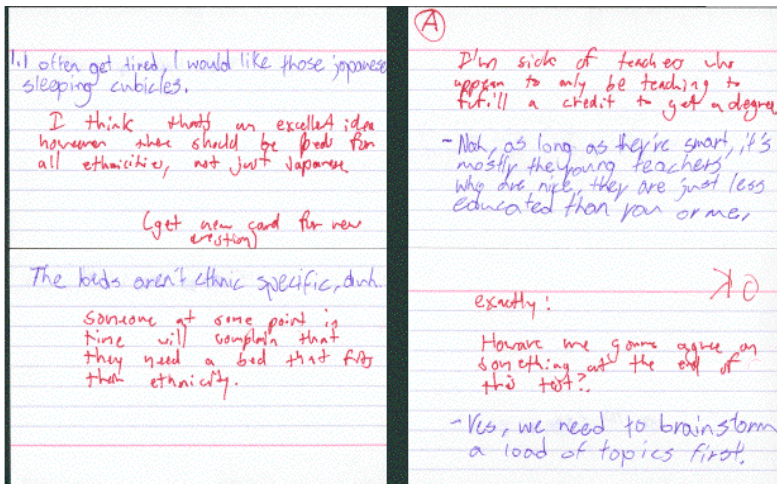 1.) I often get tired, I would like those japanese
sleeping cubicles.
I think that's an excellent idea
however there should be pods for
all ethnicities, not just Japanese
(get new card for new
question)
The beds aren't ethnic specific, duh.
someone at some point in
time will complain that
they need a bed that fits
their ethnicity.
A
I'm sick of teachers who
appear to only be teaching to
fufill a credit to get a degree,
- Nah, as long as they're smart, it's
mostly the young teachers
who are nice, they are just less
educated than you or me,
OK
exactly:
How are we gonna agree on
something at the end of
this test?
- Yes, we need to brainstorm
a load of topics first.